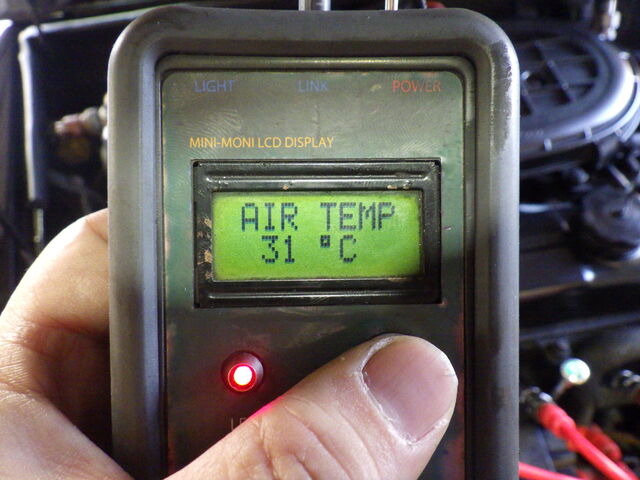 LIGHT LINK POWER
MINI-MONI LCD DISPLAY
AIR TEMP
31 °C